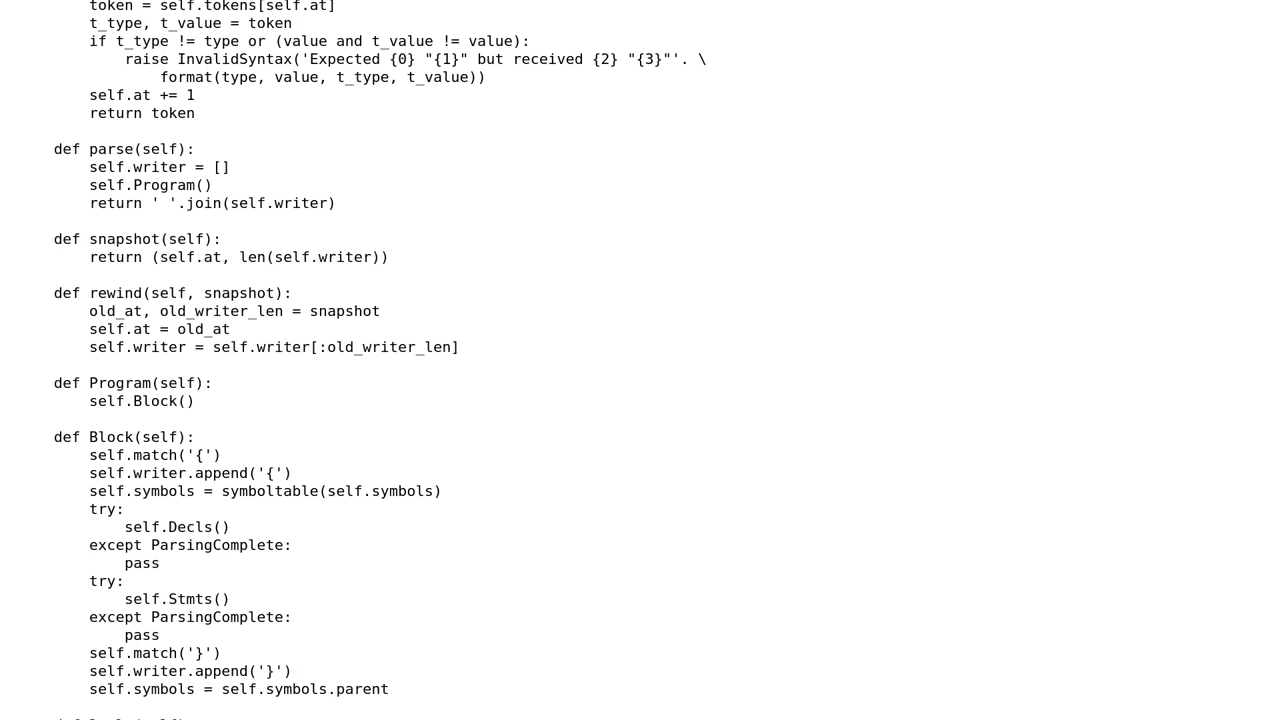 token = self.tokens[self.at]
        t_type, t_value = token
        if t_type != type or (value and t_value != value):
            raise InvalidSyntax('Expected {0} "{1}" but received {2} "{3}"'. \
                format(type, value, t_type, t_value))
        self.at += 1
        return token

    def parse(self):
        self.writer = []
        self.Program()
        return ' '.join(self.writer)

    def snapshot(self):
        return (self.at, len(self.writer))

    def rewind(self, snapshot):
        old_at, old_writer_len = snapshot
        self.at = old_at
        self.writer = self.writer[:old_writer_len]

    def Program(self):
        self.Block()

    def Block(self):
        self.match('{')
        self.writer.append('{')
        self.symbols = symboltable(self.symbols)
        try:
            self.Decls()
        except ParsingComplete:
            pass
        try:
            self.Stmts()
        except ParsingComplete:
            pass
        self.match('}')
        self.writer.append('}')
        self.symbols = self.symbols.parent